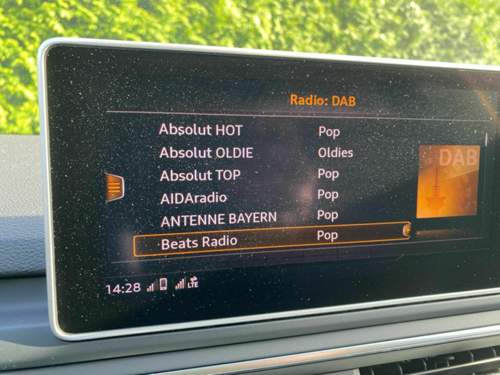 Radio: DAB
Absolut HOT Pop
Absolut OLDIE Oldies
Absolut TOP Pop
AIDAradio Pop
ANTENNE BAYERN Pop
Beats Radio Pop
DAB
14:28 LTE